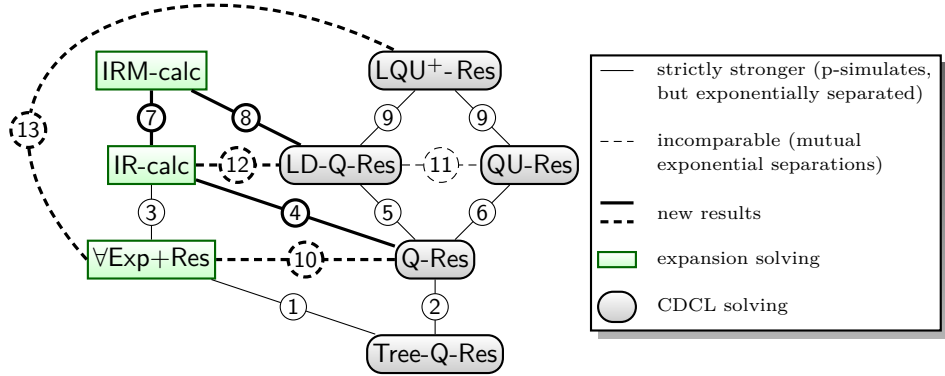 IRM-calc
LQU⁺-Res
13
7
8
9
9
IR-calc
12
LD-Q-Res
11
QU-Res
3
4
5
6
∀Exp+Res
10
Q-Res
1
2
Tree-Q-Res
strictly stronger (p-simulates,
but exponentially separated)
incomparable (mutual
exponential separations)
new results
expansion solving
CDCL solving